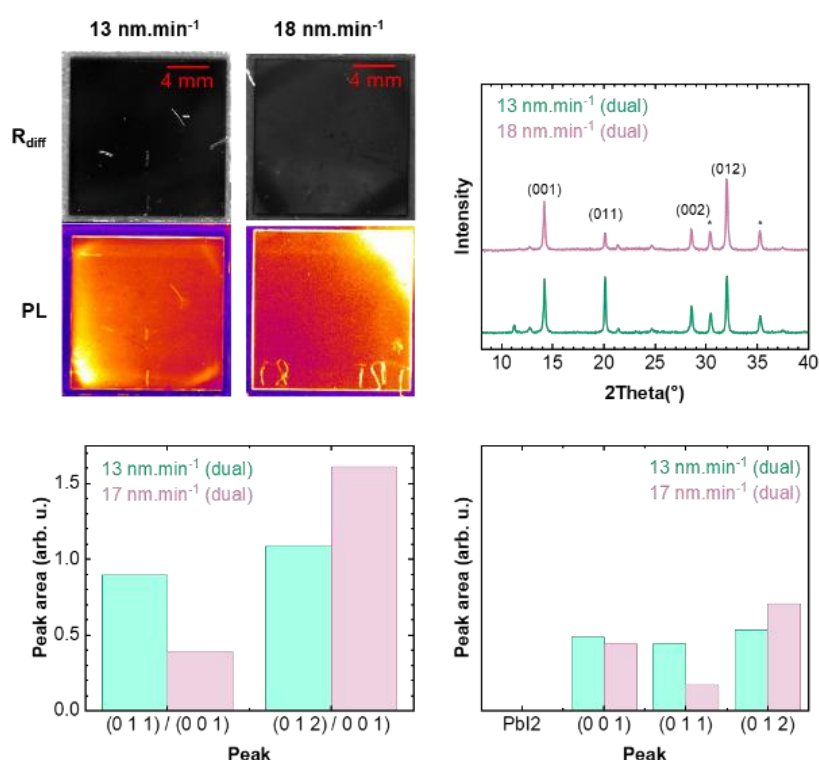 13 nm.min⁻¹
18 nm.min⁻¹
R_diff
4 mm
4 mm
PL
13 nm.min⁻¹ (dual)
18 nm.min⁻¹ (dual)
(001)
(011)
(002)
*
(012)
*
Intensity
10 15 20 25 30 35 40
2Theta(°)
13 nm.min⁻¹ (dual)
17 nm.min⁻¹ (dual)
Peak area (arb. u.)
1.5
1.0
0.5
0.0
(0 1 1) / (0 0 1)
(0 1 2) / 0 0 1)
Peak
13 nm.min⁻¹ (dual)
17 nm.min⁻¹ (dual)
Peak area (arb. u.)
PbI2
(0 0 1)
(0 1 1)
(0 1 2)
Peak